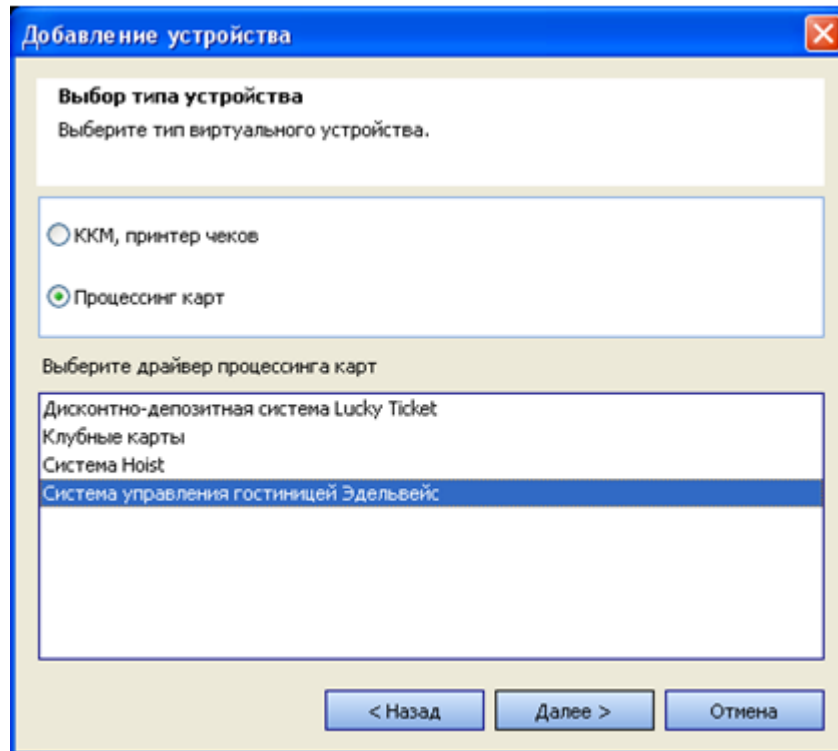 Добавление устройства
Выбор типа устройства
Выберите тип виртуального устройства.
ККМ, принтер чеков
Процессинг карт
Выберите драйвер процессинга карт
Дисконтно-депозитная система Lucky Ticket
Клубные карты
Система Hoist
Система управления гостиницей Эдельвейс
< Назад
Далее >
Отмена